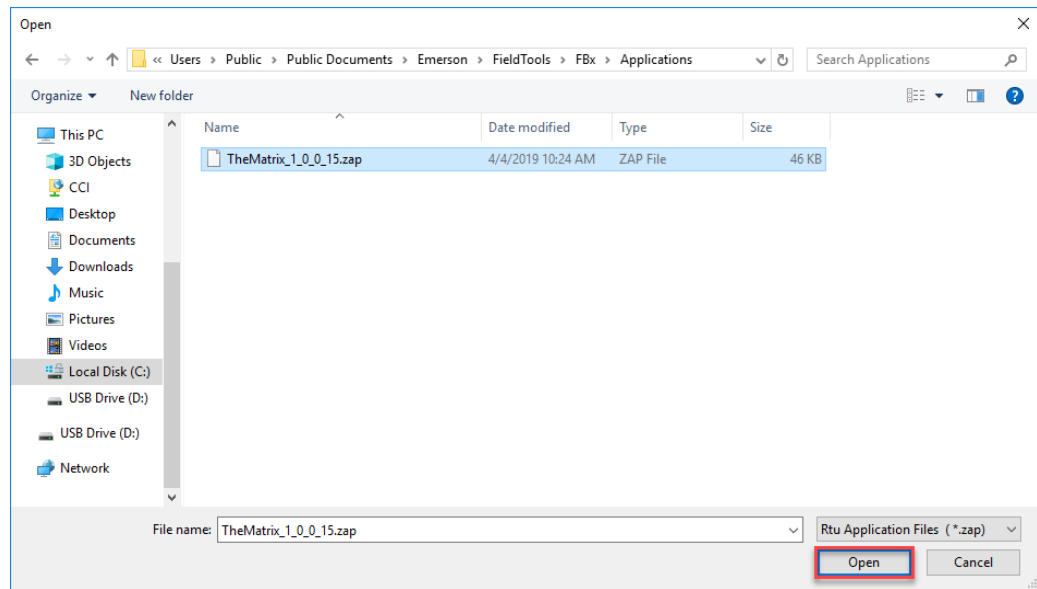 Open
« Users > Public > Public Documents > Emerson > FieldTools > FBx > Applications
Search Applications
Organize
New folder
Name
Date modified
Type
Size
TheMatrix_1_0_0_15.zap
4/4/2019 10:24 AM
ZAP File
46 KB
This PC
3D Objects
CCI
Desktop
Documents
Downloads
Music
Pictures
Videos
Local Disk (C:)
USB Drive (D:)
USB Drive (D:)
Network
File name: TheMatrix_1_0_0_15.zap
Rtu Application Files (*.zap)
Open
Cancel